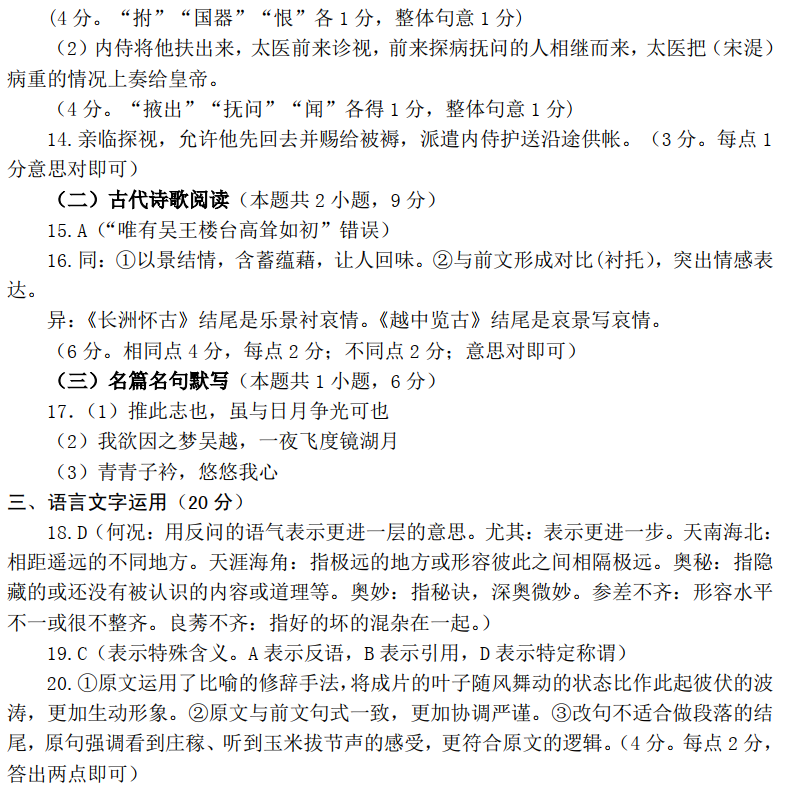 (4分。“拊”“国器”“恨”各1分，整体句意1分)
（2）内侍将他扶出来，太医前来诊视，前来探病抚问的人相继而来，太医把（宋湜）
病重的情况上奏给皇帝。
（4分。“掖出”“抚问”“闻”各得1分，整体句意1分)
14.亲临探视，允许他先回去并赐给被褥，派遣内侍护送沿途供帐。（3分。每点1
分意思对即可）
（二）古代诗歌阅读（本题共2小题，9分）
15.A（“唯有吴王楼台高耸如初”错误）
16.同：①以景结情，含蓄蕴藉，让人回味。②与前文形成对比(衬托)，突出情感表
达。
异：《长洲怀古》结尾是乐景衬哀情。《越中览古》结尾是哀景写哀情。
（6分。相同点4分，每点2分；不同点2分；意思对即可）
（三）名篇名句默写（本题共1小题，6分）
17.（1）推此志也，虽与日月争光可也
（2）我欲因之梦吴越，一夜飞度镜湖月
（3）青青子衿，悠悠我心
三、语言文字运用（20分）
18.D（何况：用反问的语气表示更进一层的意思。尤其：表示更进一步。天南海北：
相距遥远的不同地方。天涯海角：指极远的地方或形容彼此之间相隔极远。奥秘：指隐
藏的或还没有被认识的内容或道理等。奥妙：指秘诀，深奥微妙。参差不齐：形容水平
不一或很不整齐。良莠不齐：指好的坏的混杂在一起。）
19.C（表示特殊含义。A表示反语，B表示引用，D表示特定称谓）
20.①原文运用了比喻的修辞手法，将成片的叶子随风舞动的状态比作此起彼伏的波
涛，更加生动形象。②原文与前文句式一致，更加协调严谨。③改句不适合做段落的结
尾，原句强调看到庄稼、听到玉米拔节声的感受，更符合原文的逻辑。（4分。每点2分，
答出两点即可）